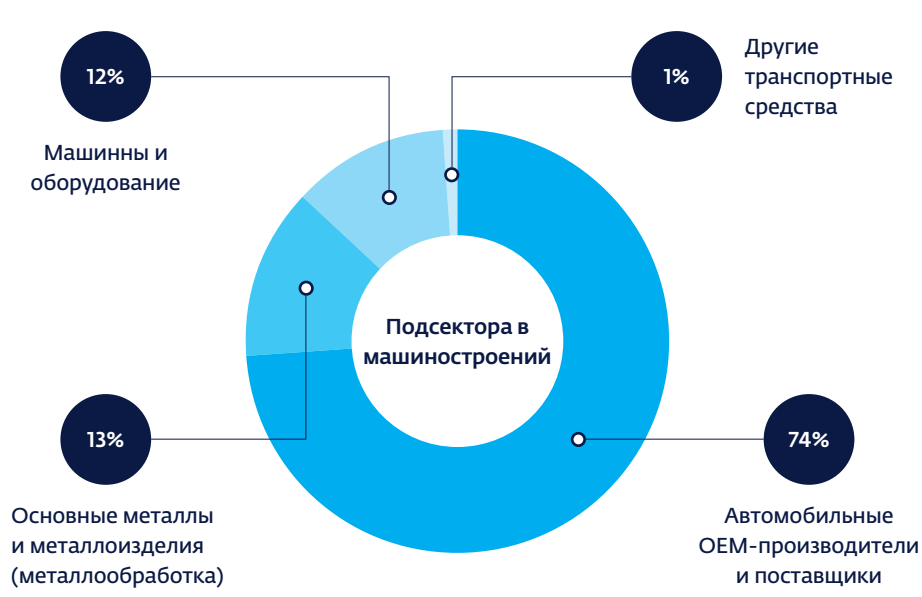 12%
Машинны и
оборудование
1%
Другие
транспортные
средства
Подсектора в
машиностроений
13%
Основные металлы
и металлоизделия
(металлообработка)
74%
Автомобильные
OEM-производители
и поставщики